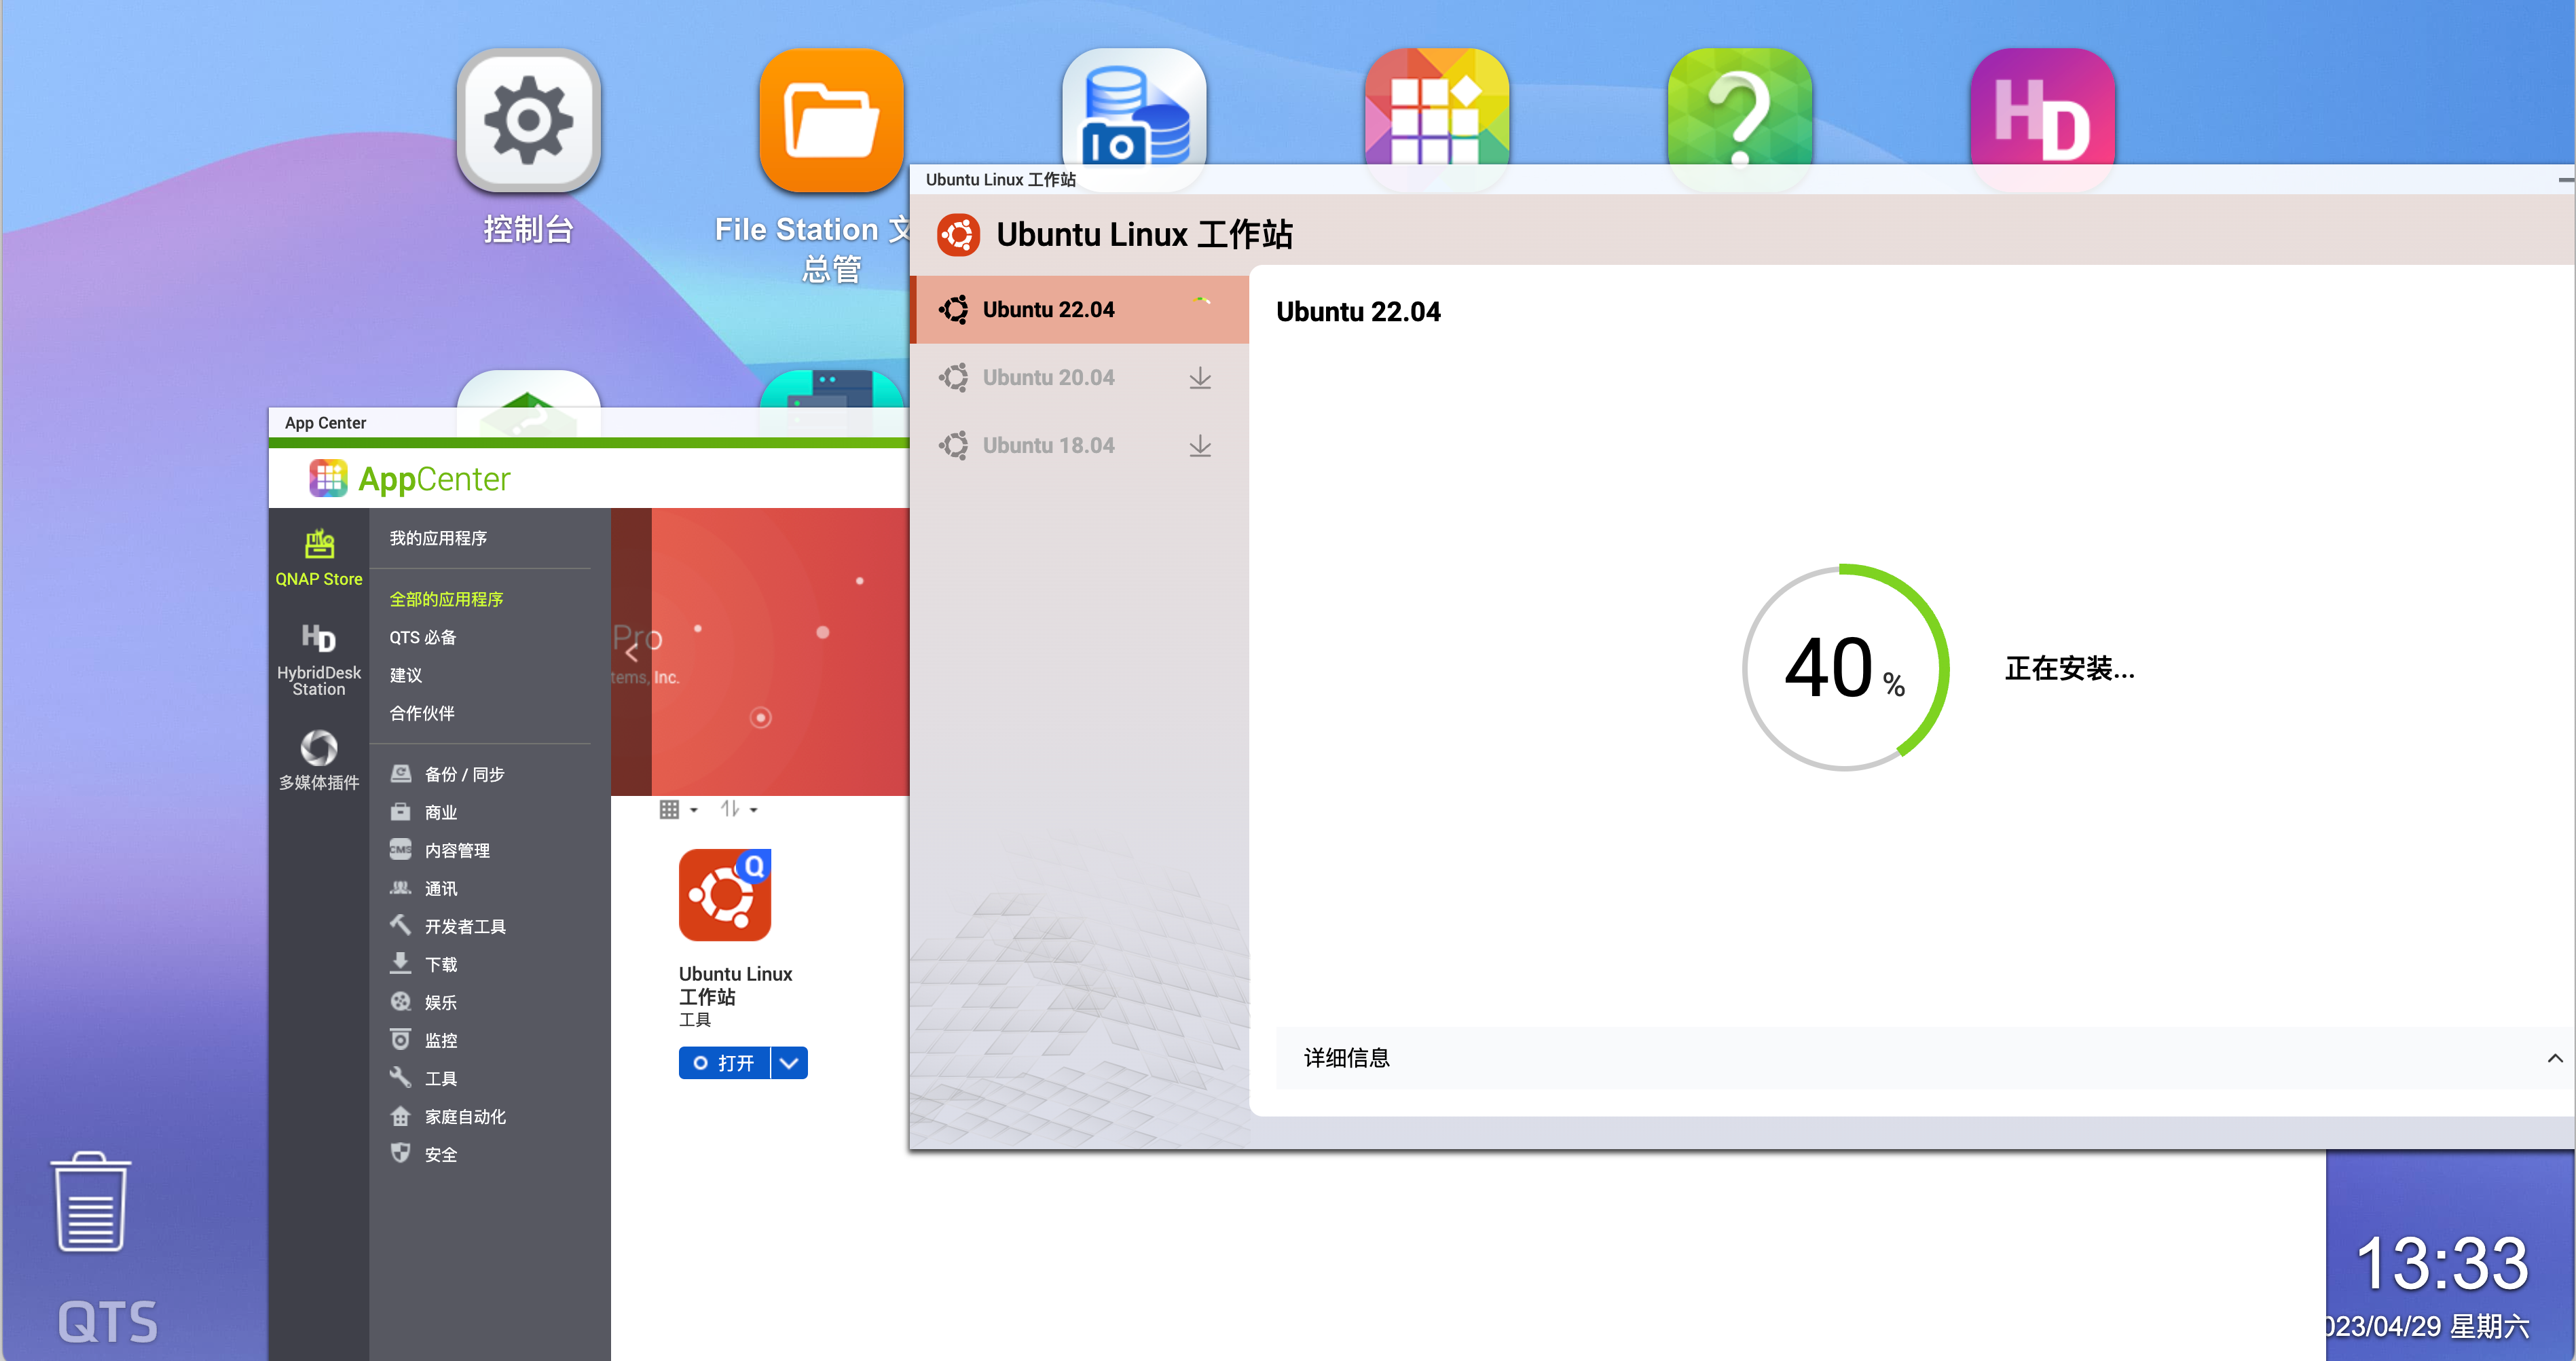 控制台
File Station 文
总管
HD
Ubuntu Linux 工作站
Ubuntu Linux 工作站
Ubuntu 22.04
Ubuntu 20.04
Ubuntu 18.04
Ubuntu 22.04
40 %
正在安装...
详细信息
App Center
AppCenter
QNAP Store
HD
HybridDesk
Station
多媒体插件
我的应用程序
全部的应用程序
QTS 必备
建议
合作伙伴
备份 / 同步
商业
CMS 内容管理
通讯
开发者工具
下载
娱乐
监控
工具
家庭自动化
安全
Pro
tems, Inc.
Q
Ubuntu Linux
工作站
工具
打开
QTS
13:33
023/04/29 星期六